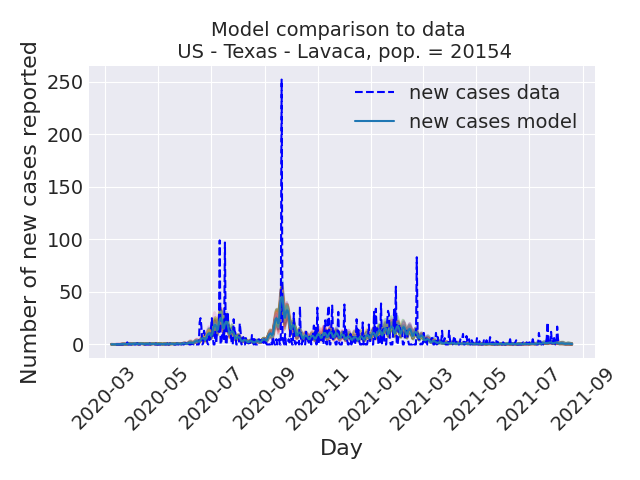 Model comparison to data
US - Texas - Lavaca, pop. = 20154
Number of new cases reported
250
200
150
100
50
0
new cases data
new cases model
2020-03
2020-05
2020-07
2020-09
2020-11
2021-01
2021-03
2021-05
2021-07
2021-09
Day